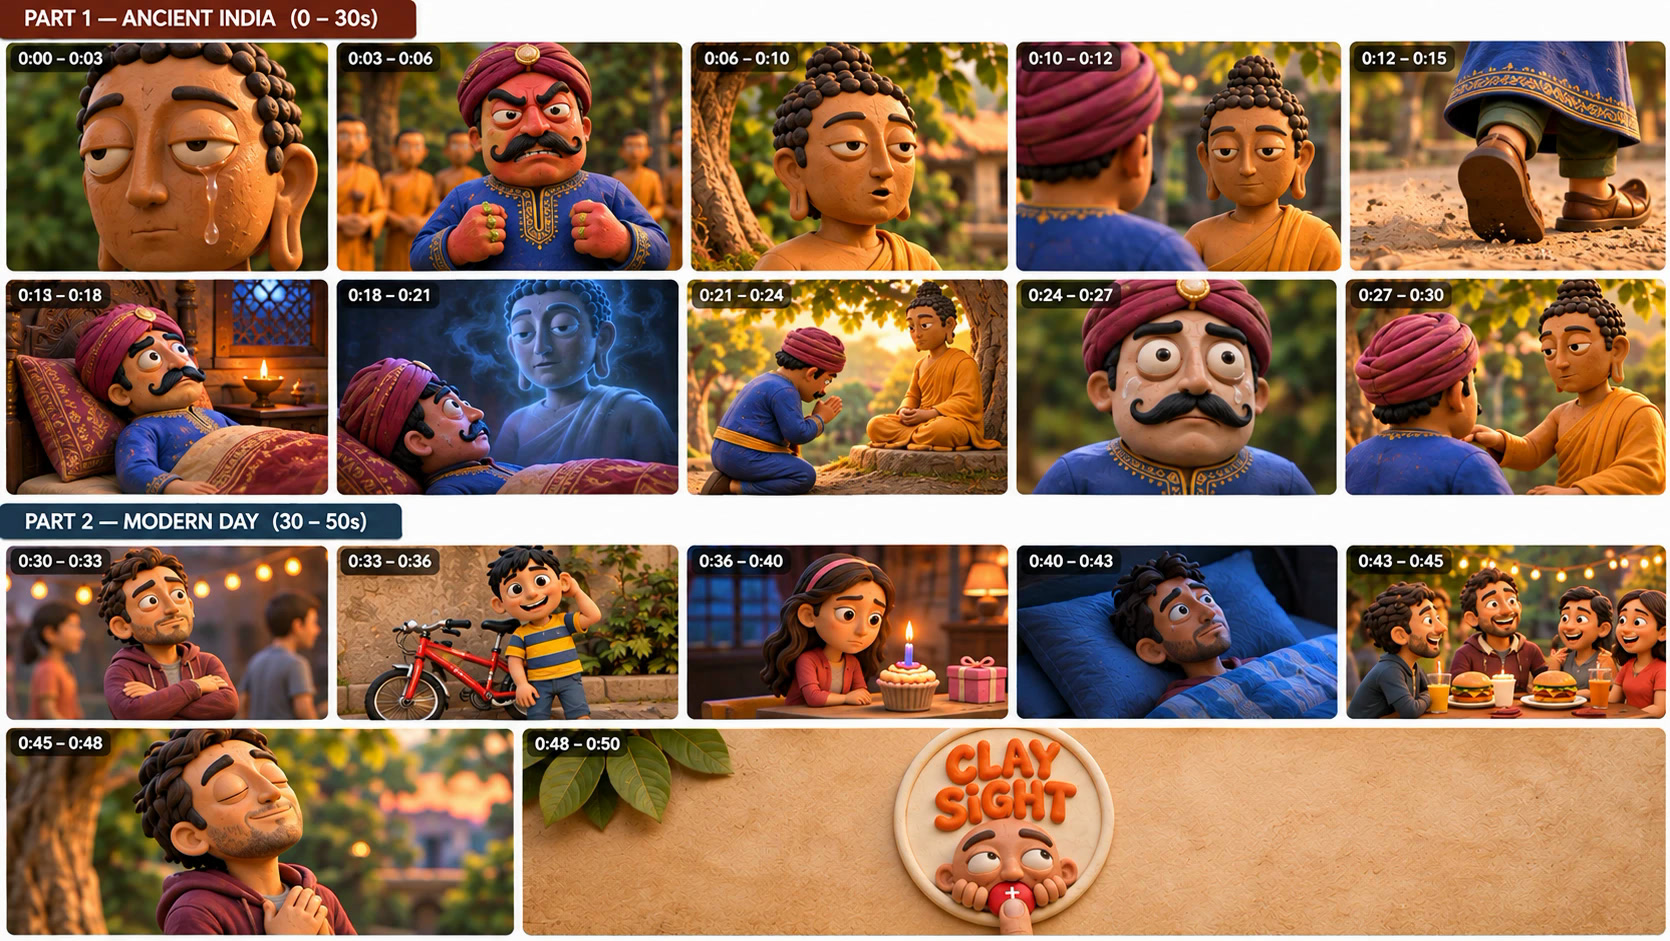 PART 1 — ANCIENT INDIA (0 – 30s)
0:00 – 0:03
0:03 – 0:06
0:06 – 0:10
0:10 – 0:12
0:12 – 0:15
0:13 – 0:18
0:18 – 0:21
0:21 – 0:24
0:24 – 0:27
0:27 – 0:30
PART 2 — MODERN DAY (30 – 50s)
0:30 – 0:33
0:33 – 0:36
0:36 – 0:40
0:40 – 0:43
0:43 – 0:45
0:45 – 0:48
0:48 – 0:50
CLAY
SiGHT